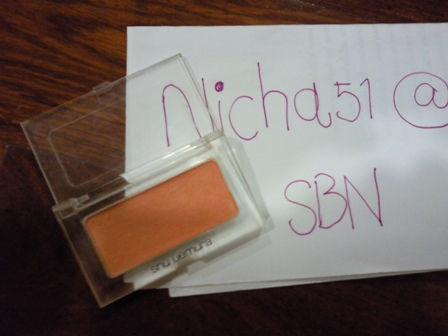 Nicha51 @
SBN
shu uemura